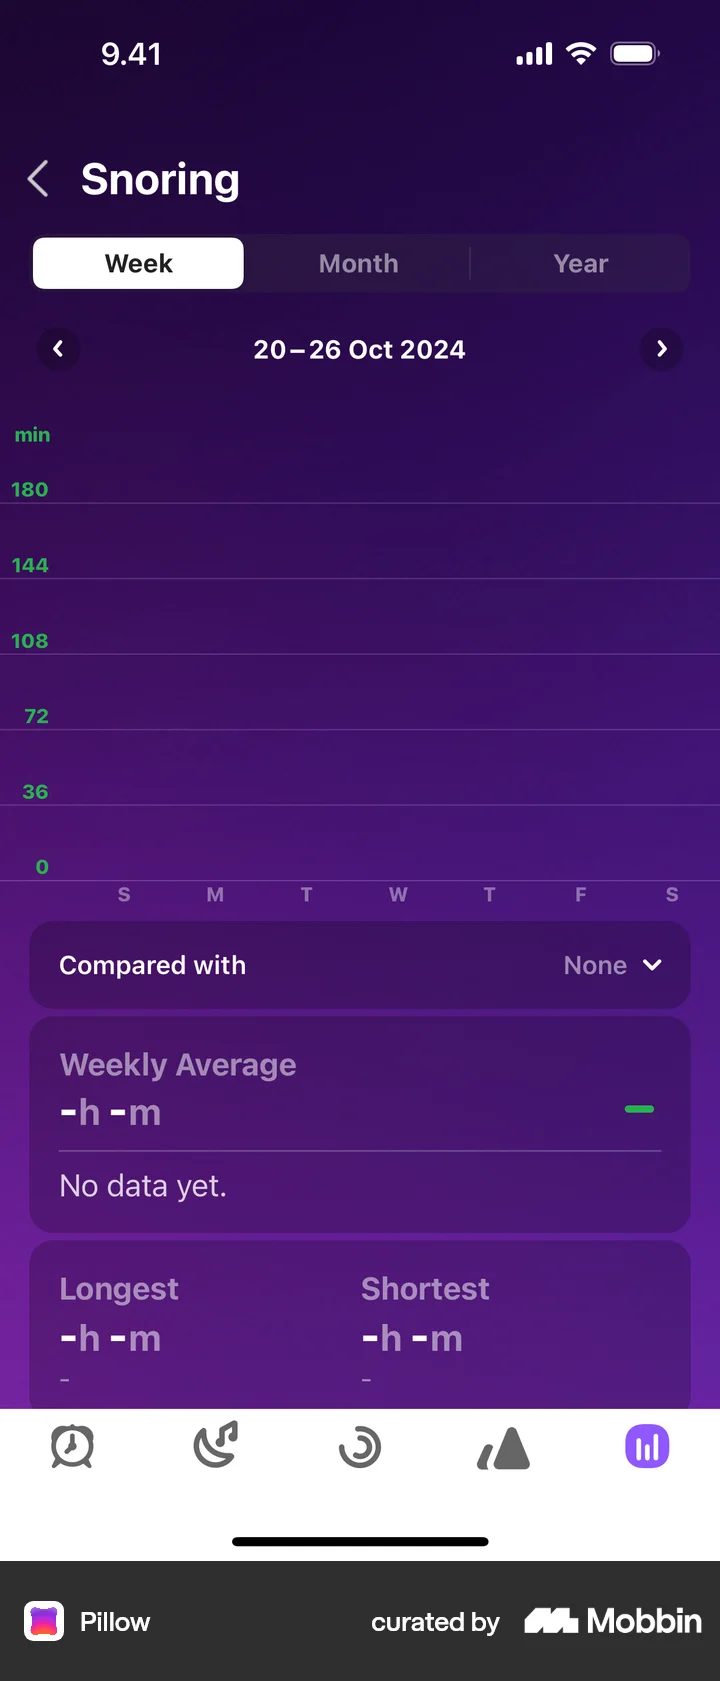 9.41
Snoring
Week Month Year
20–26 Oct 2024
min
180
144
108
72
36
0
S M T W T F S
Compared with None
Weekly Average
-h -m
No data yet.
Longest Shortest
-h -m -h -m
- -
Pillow curated by Mobbin